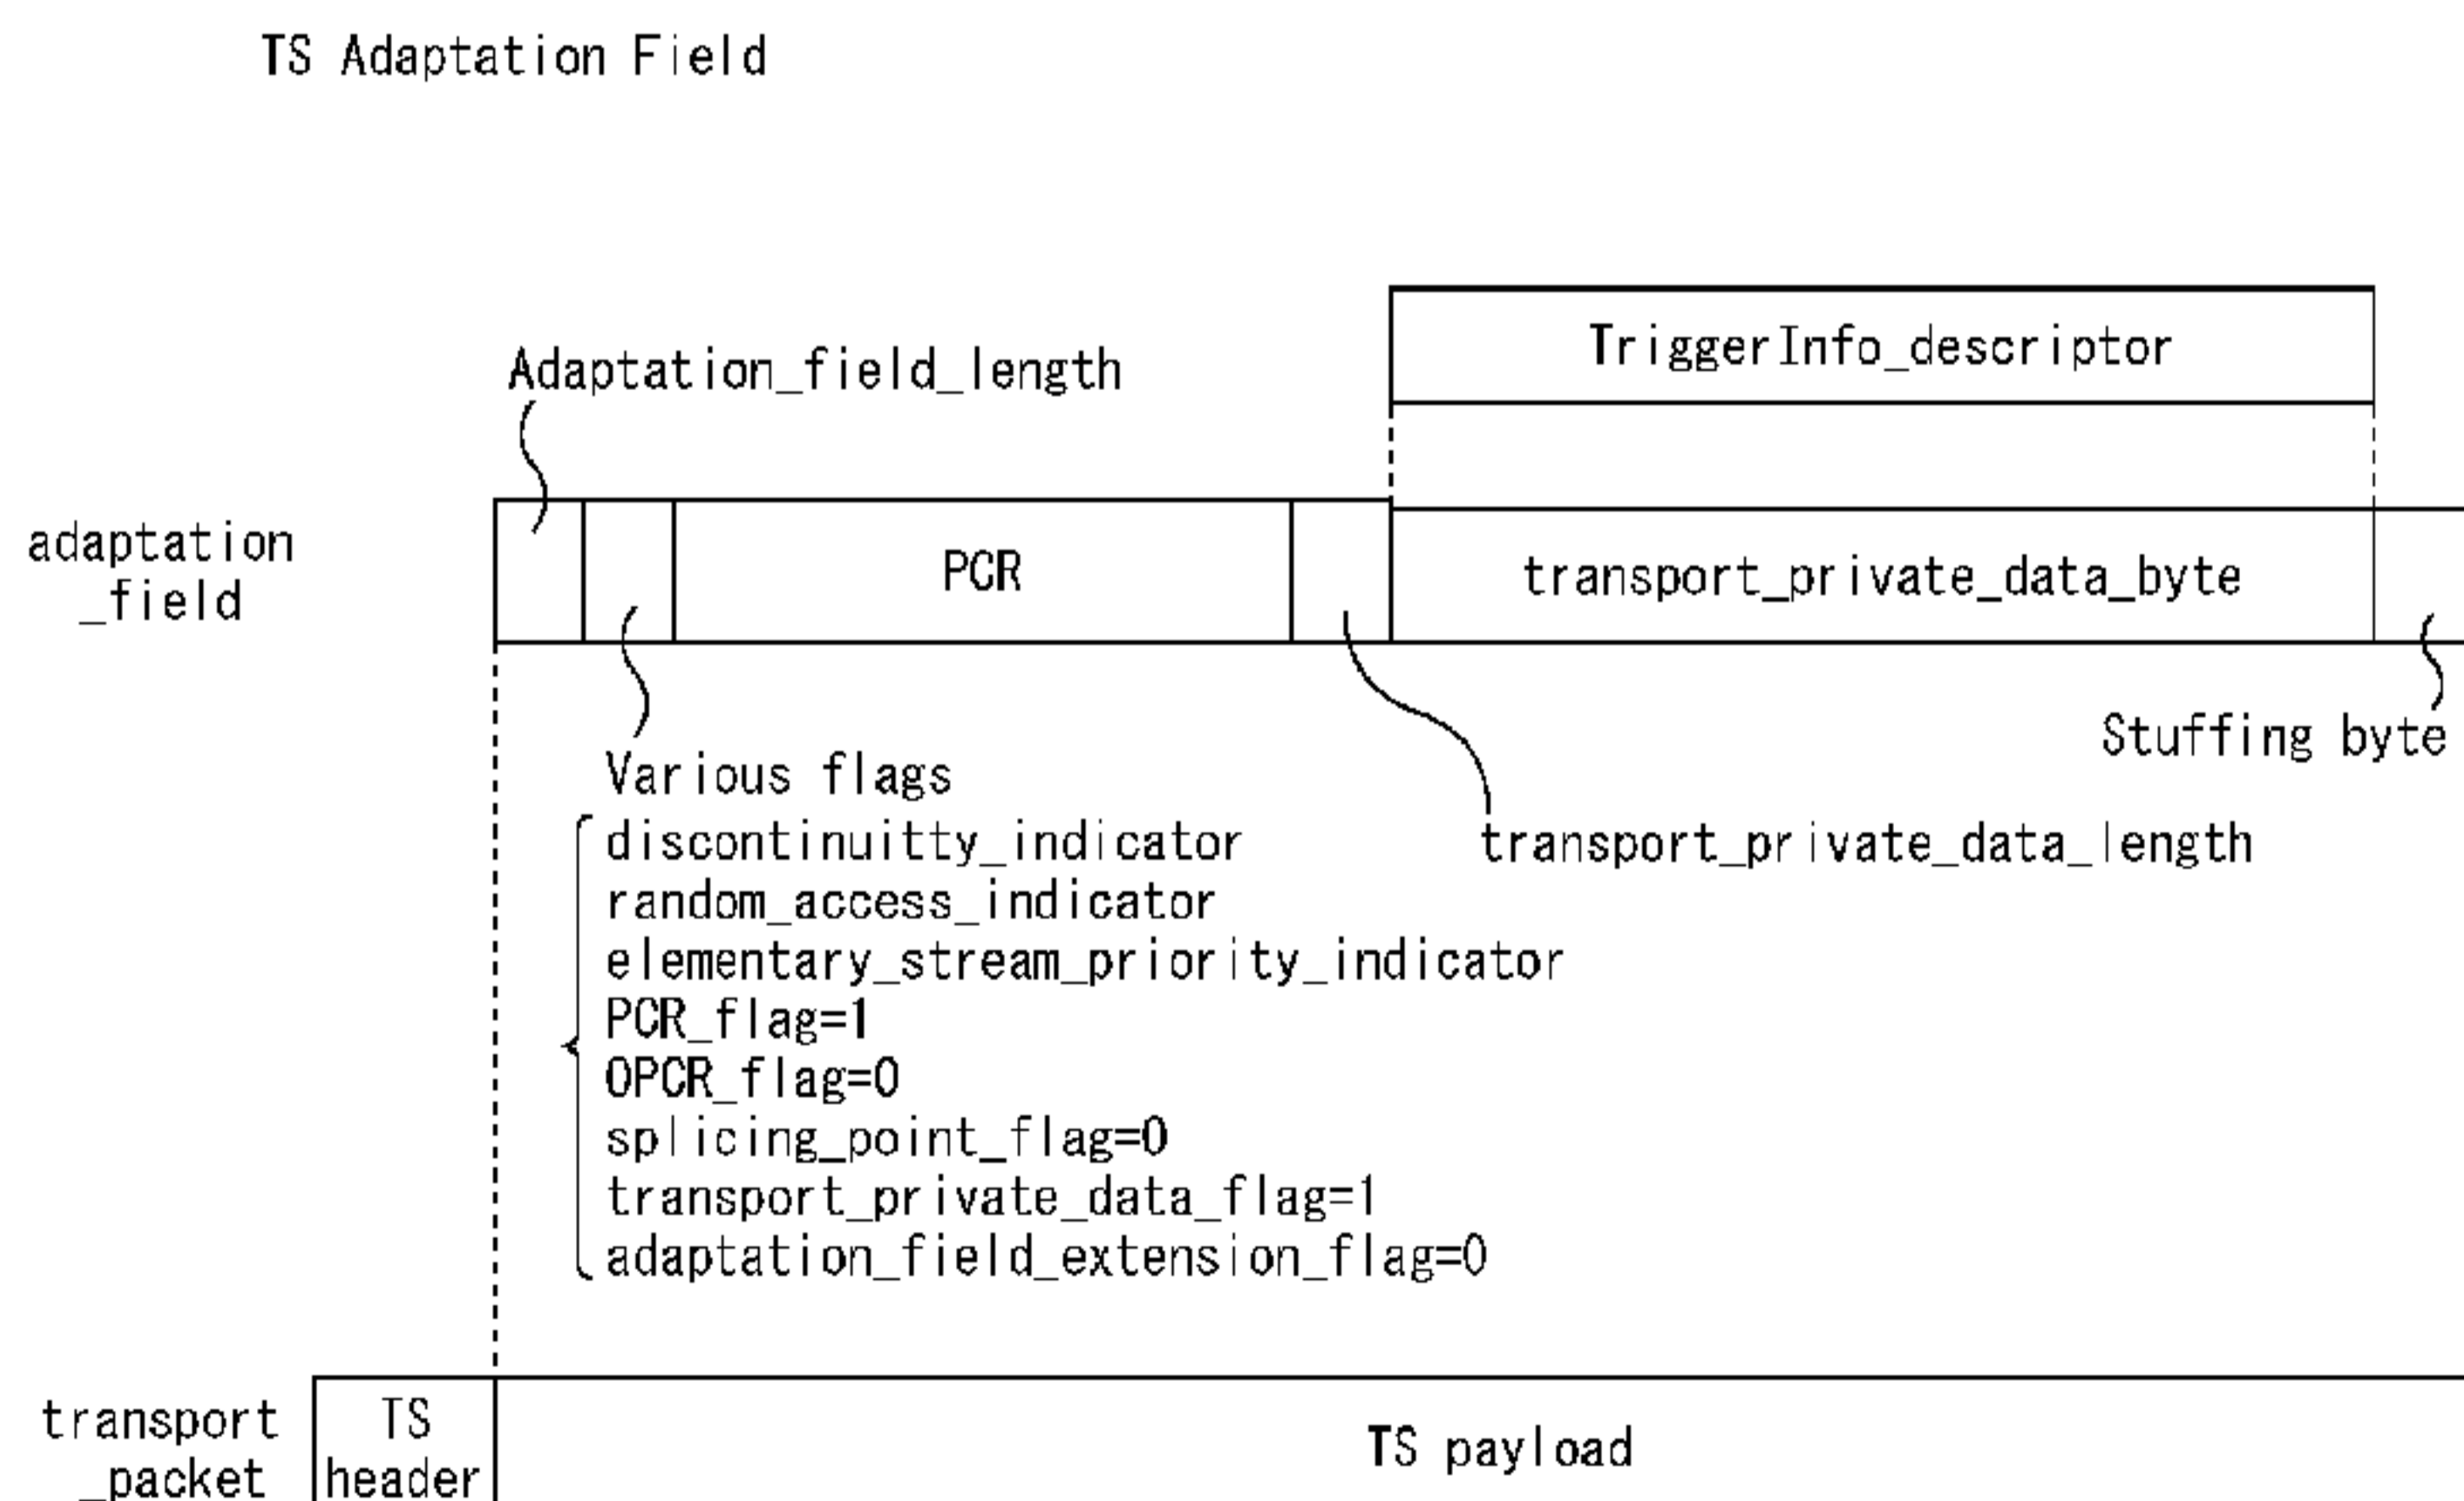 TS Adaptation Field
TriggerInfo_descriptor
Adaptation_field_length
adaptation
_field
PCR
transport_private_data_byte
Stuffing byte
Various flags
discontinuitty_indicator
transport_private_data_length
random_access_indicator
elementary_stream_priority_indicator
PCR_flag=1
OPCR_flag=0
splicing_point_flag=0
transport_private_data_flag=1
adaptation_field_extension_flag=0
transport
_packet
TS
header
TS payload